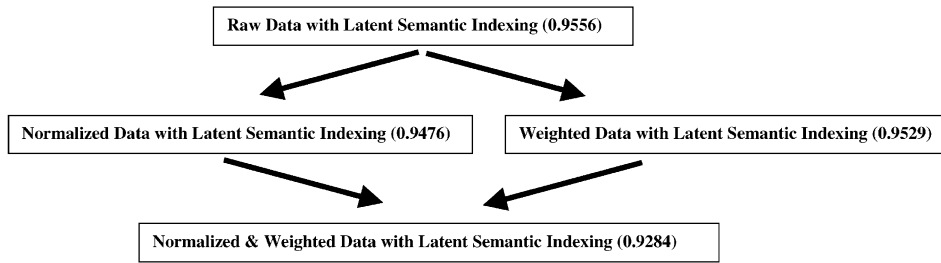 Raw Data with Latent Semantic Indexing (0.9556)
Normalized Data with Latent Semantic Indexing (0.9476)
Weighted Data with Latent Semantic Indexing (0.9529)
Normalized & Weighted Data with Latent Semantic Indexing (0.9284)